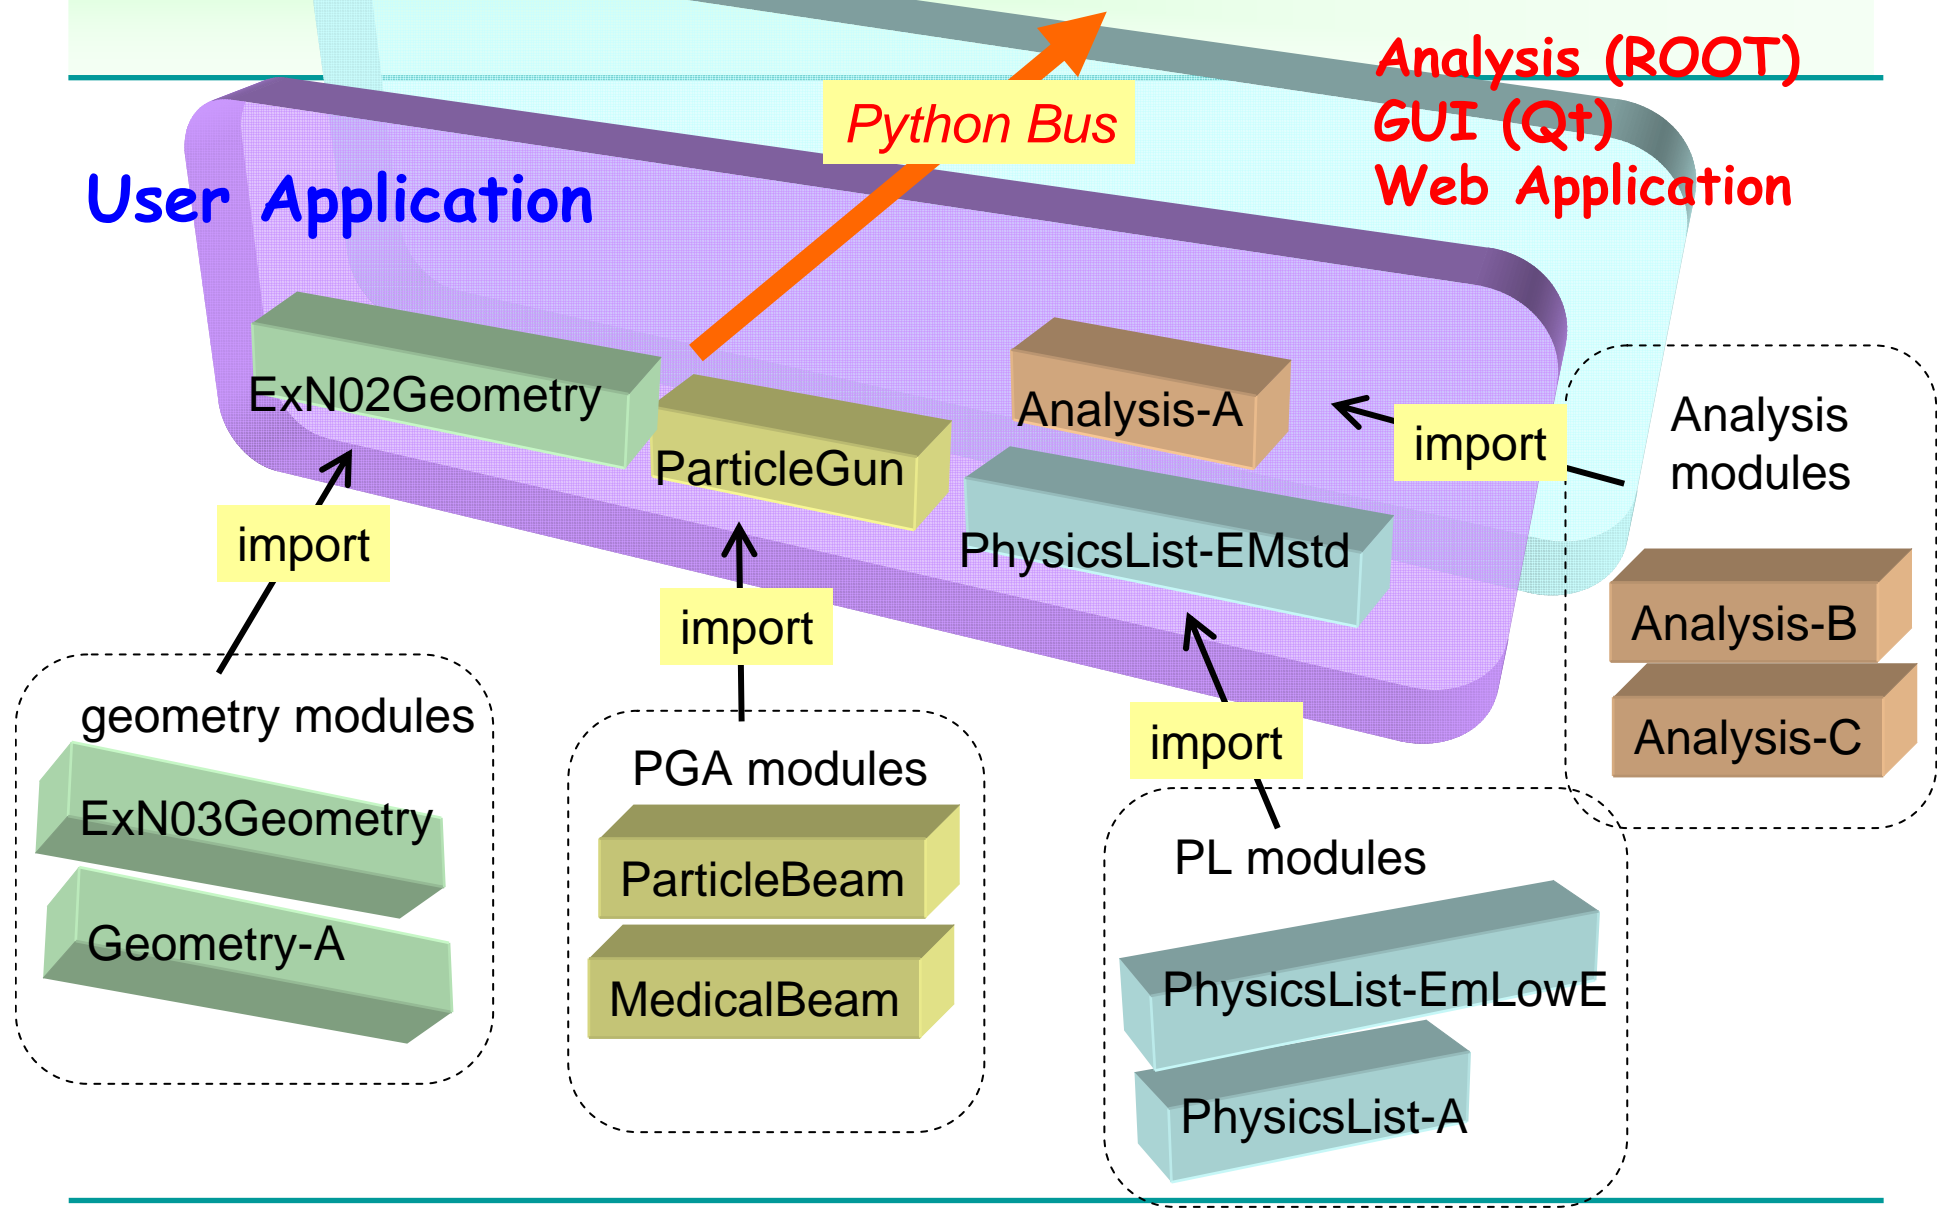 Analysis (ROOT)
GUI (Qt)
Web Application
Python Bus
User Application
ExN02Geometry
ParticleGun
Analysis-A
PhysicsList-EMstd
import
import
import
import
Analysis
modules
Analysis-B
Analysis-C
geometry modules
ExN03Geometry
Geometry-A
PGA modules
ParticleBeam
MedicalBeam
PL modules
PhysicsList-EmLowE
PhysicsList-A